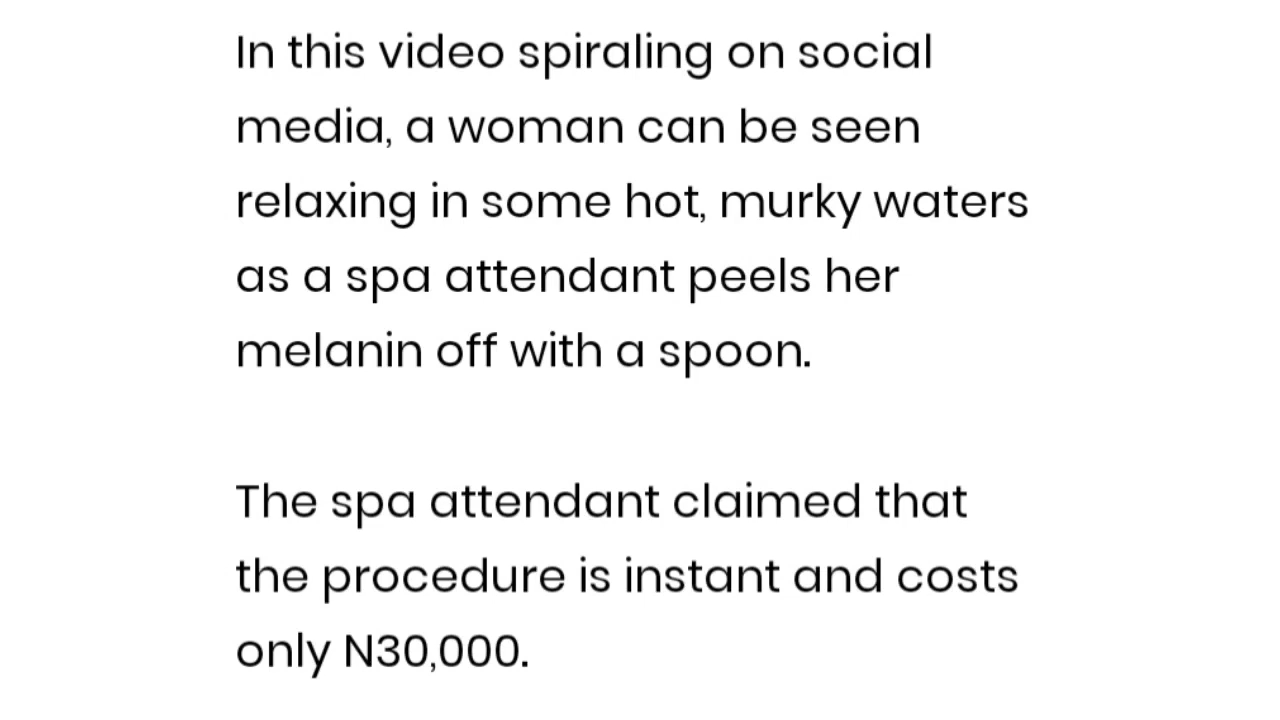 In this video spiraling on social
media, a woman can be seen
relaxing in some hot, murky waters
as a spa attendant peels her
melanin off with a spoon.
The spa attendant claimed that
the procedure is instant and costs
only N30,000.